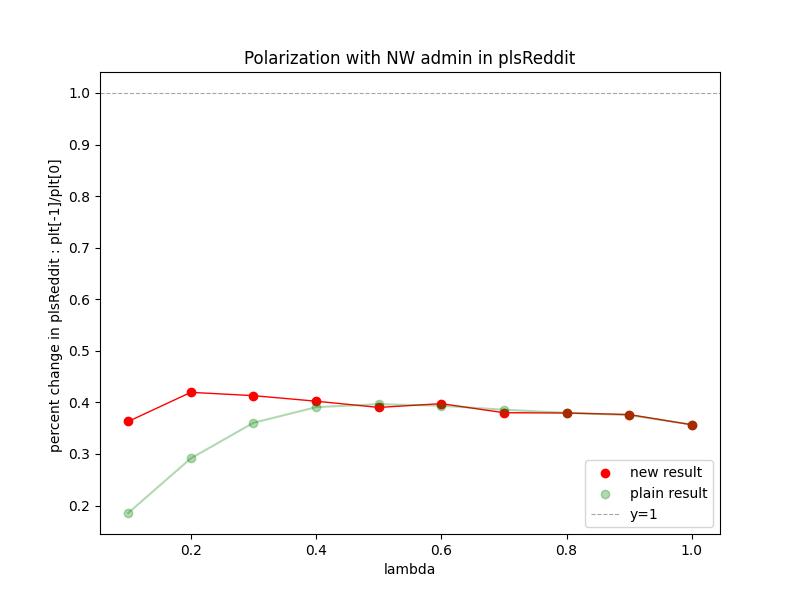 Polarization with NW admin in plsReddit
percent change in plsReddit : plt[-1]/plt[0]
1.0
0.9
0.8
0.7
0.6
0.5
0.4
0.3
0.2
0.2
0.4
0.6
0.8
1.0
lambda
new result
plain result
y=1